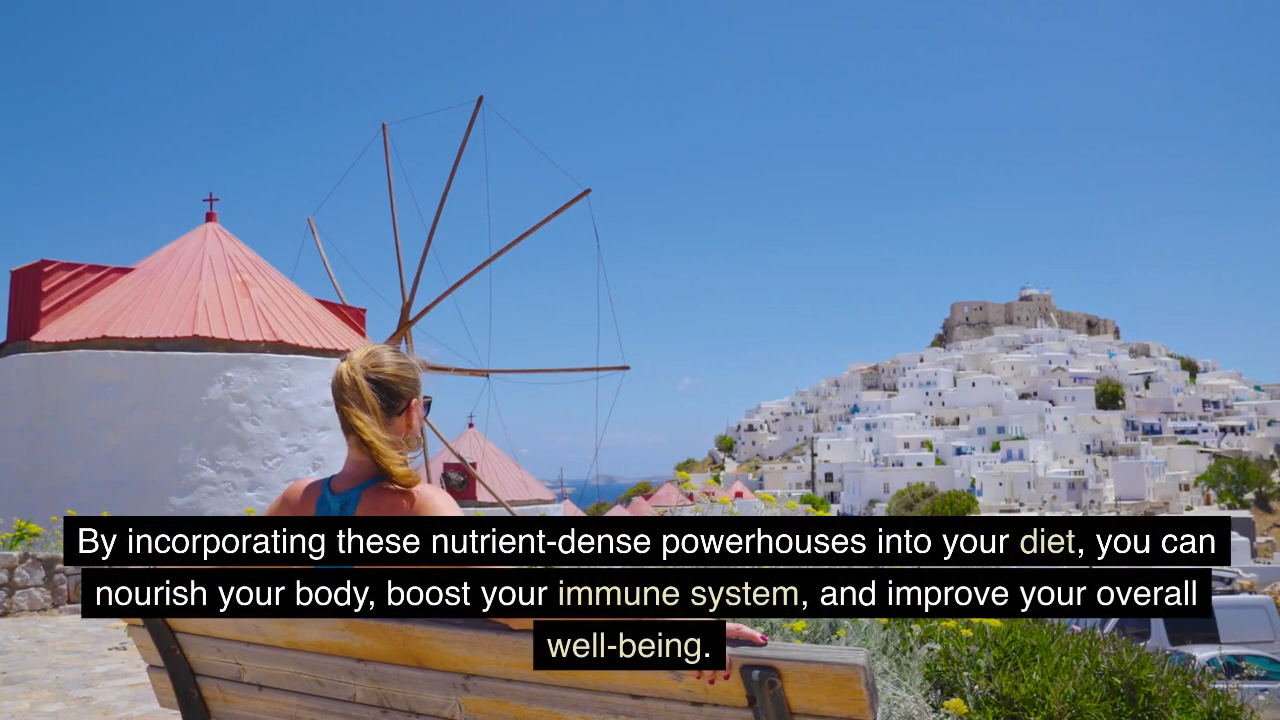 By incorporating these nutrient-dense powerhouses into your diet, you can
nourish your body, boost your immune system, and improve your overall
well-being.